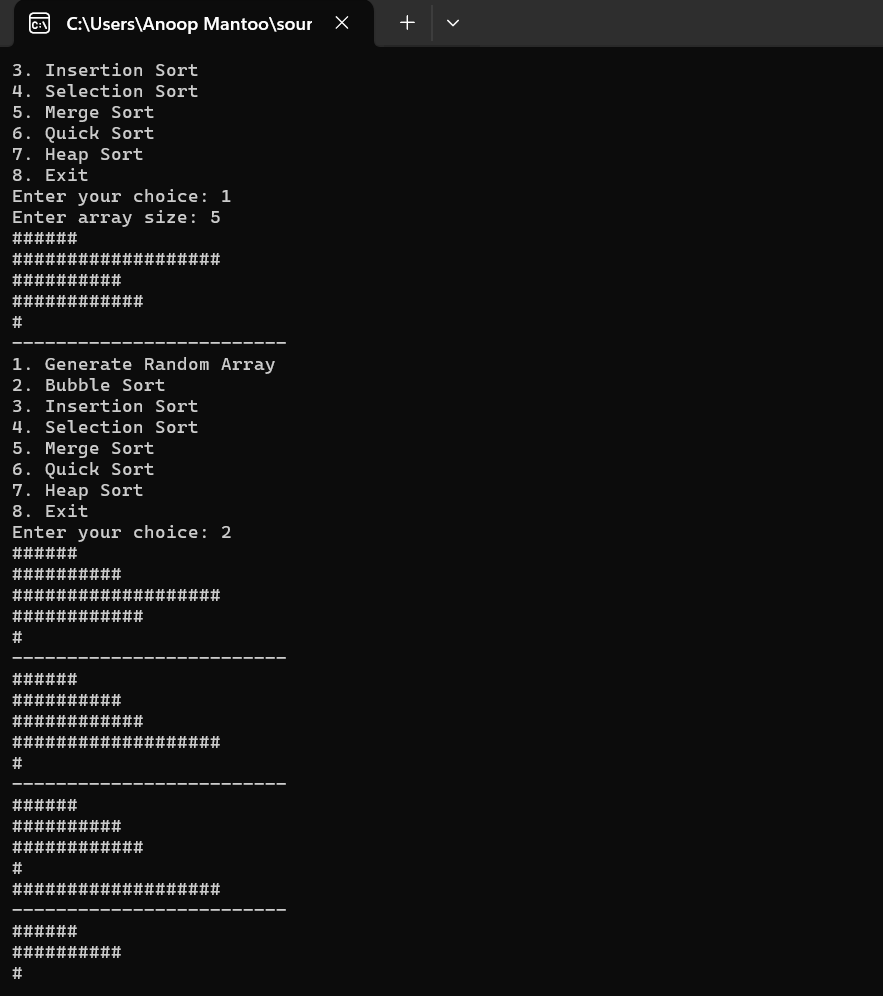 C:\Users\Anoop Mantoo\sour
3. Insertion Sort
4. Selection Sort
5. Merge Sort
6. Quick Sort
7. Heap Sort
8. Exit
Enter your choice: 1
Enter array size: 5
######
###################
##########
############
#
-------------------------
1. Generate Random Array
2. Bubble Sort
3. Insertion Sort
4. Selection Sort
5. Merge Sort
6. Quick Sort
7. Heap Sort
8. Exit
Enter your choice: 2
######
##########
###################
############
#
-------------------------
######
##########
############
###################
#
-------------------------
######
##########
############
#
###################
-------------------------
######
##########
#